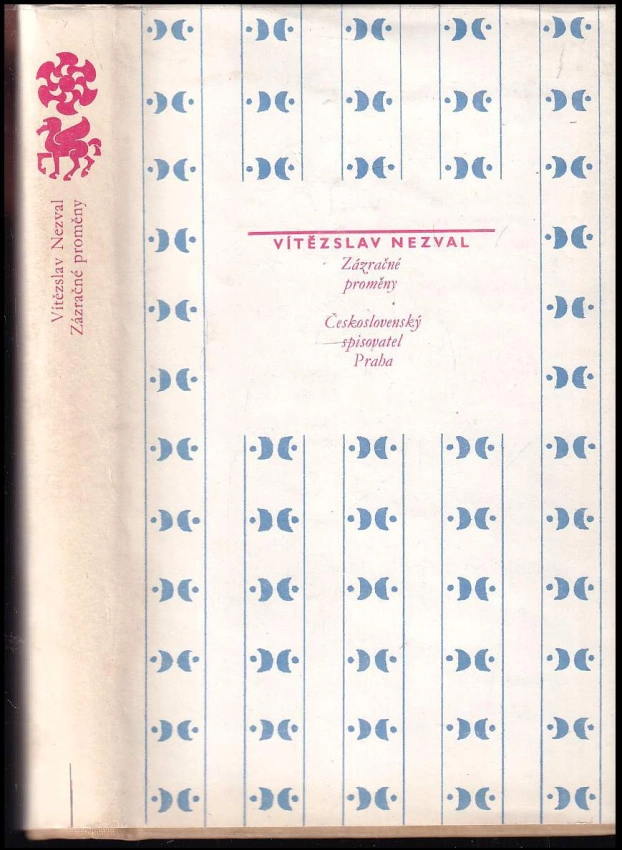 Vítězslav Nezval
Zázračné proměny
VÍTĚZSLAV NEZVAL
Zázračné
proměny
Československý
spisovatel
Praha